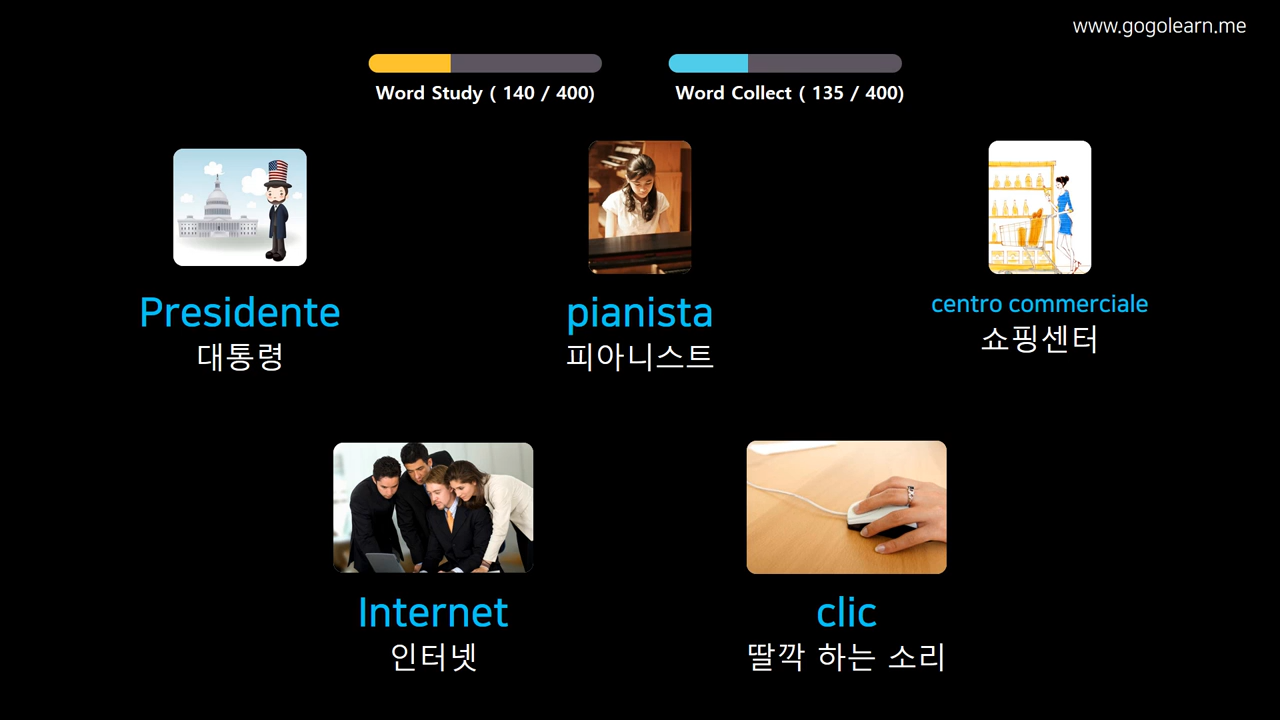 www.gogolearn.me
Word Study ( 140 / 400)
Word Collect ( 135 / 400)
Presidente
대통령
pianista
피아니스트
centro commerciale
쇼핑센터
Internet
인터넷
clic
딸깍 하는 소리